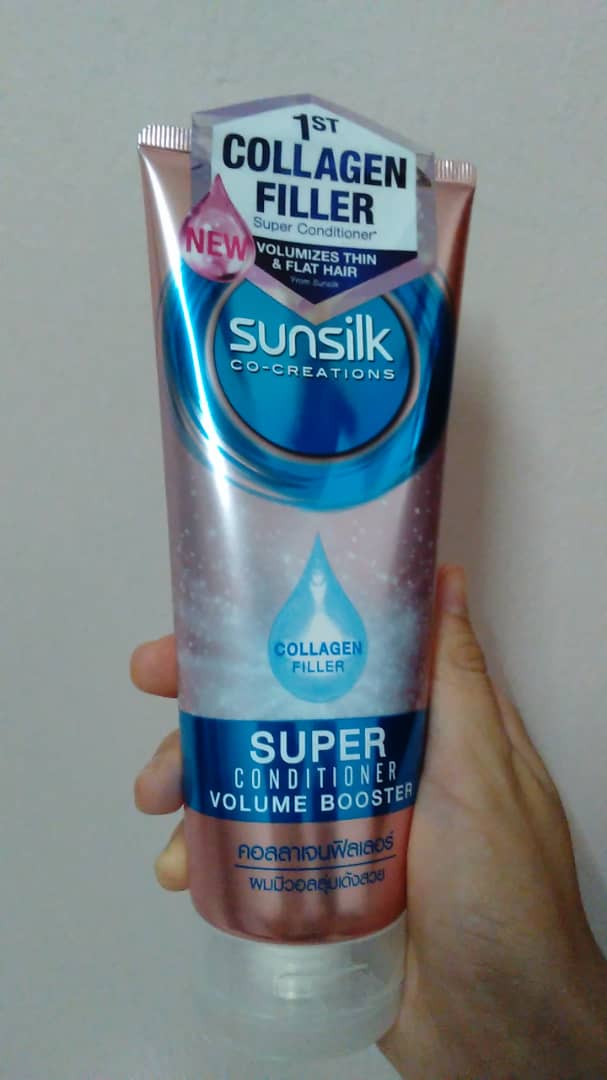 1ST
COLLAGEN
FILLER
Super Conditioner*
NEW
VOLUMIZES THIN
& FLAT HAIR
From Sunsilk
sunsilk
CO-CREATIONS
COLLAGEN
FILLER
SUPER
CONDITIONER
VOLUME BOOSTER
คอลลาเจนฟิลเลอร์
ผมมีวอลลุ่มเด้งสวย